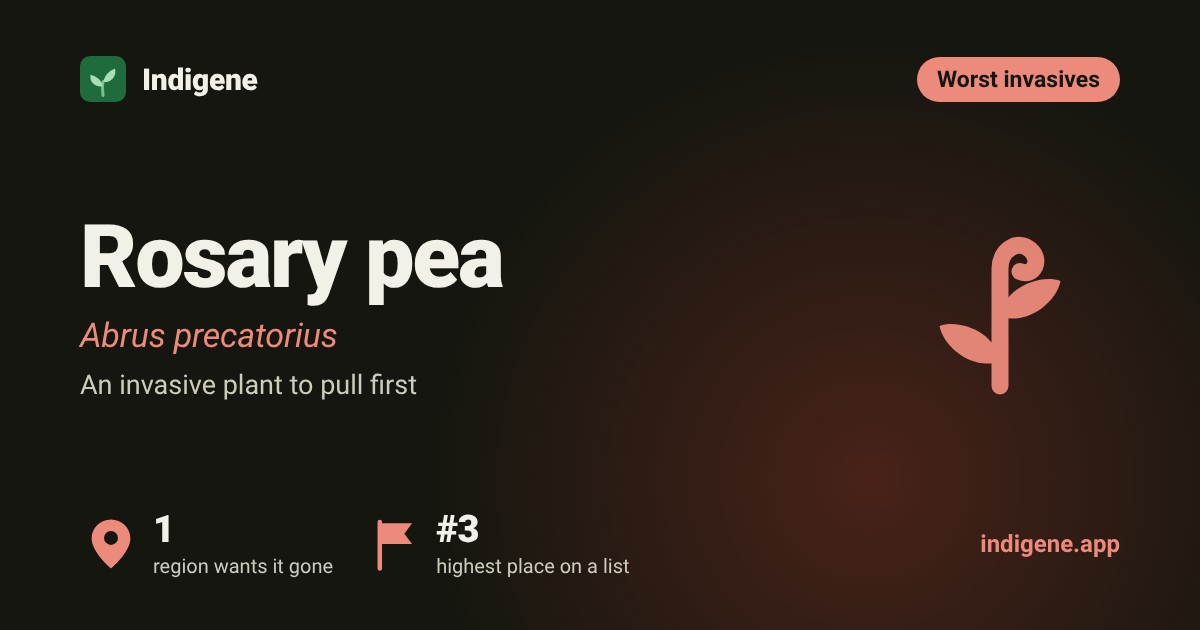 Indigene
Worst invasives
Rosary pea
Abrus precatorius
An invasive plant to pull first
1
region wants it gone
#3
highest place on a list
indigene.app